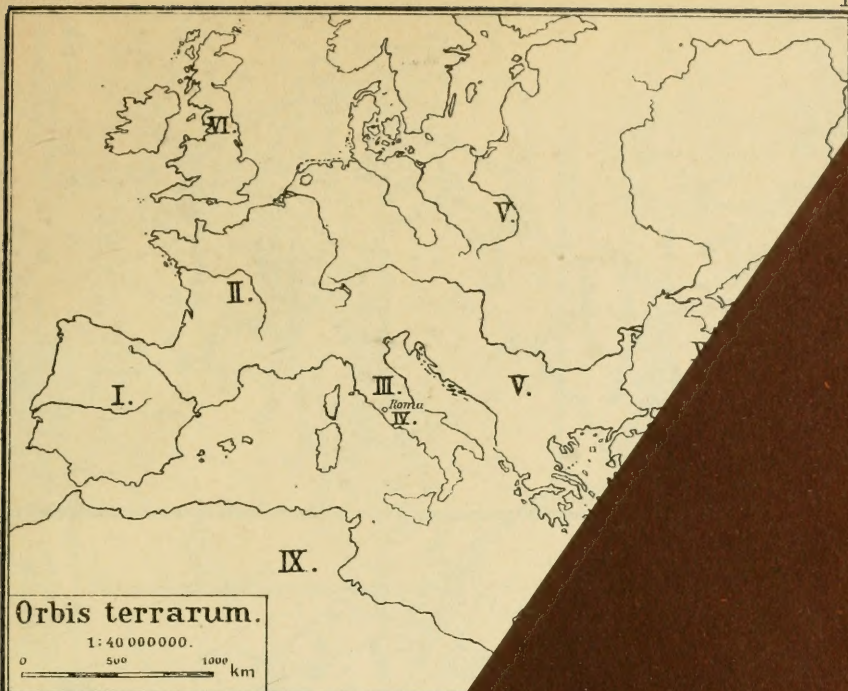 VI.
V.
II.
I.
III.
V.
Roma
IV.
IX.
Orbis terrarum.
1:40 000000.
0 500 1000 km